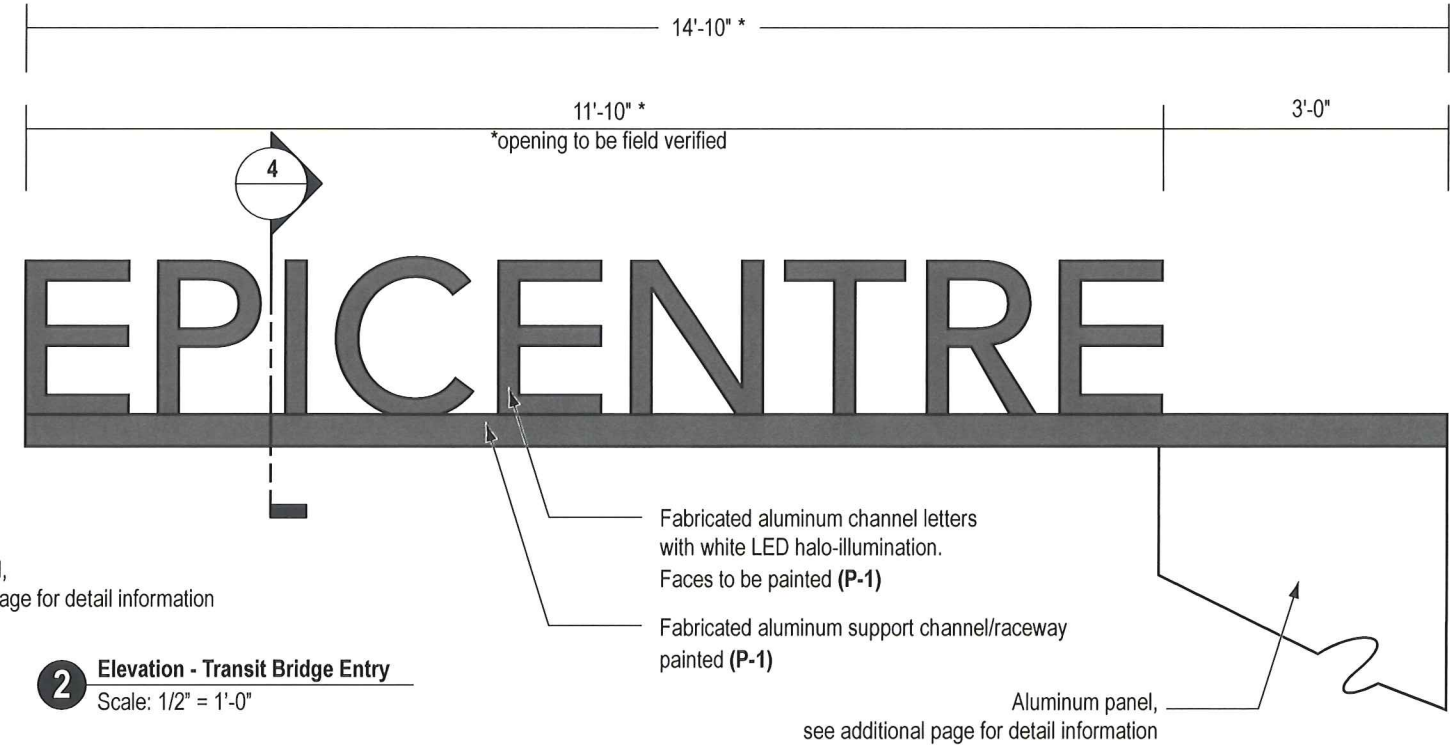 14'-10" *
11'-10" *
3'-0"
*opening to be field verified
4
EPICENTRE
Fabricated aluminum channel letters
with white LED halo-illumination.
Faces to be painted (P-1)
Fabricated aluminum support channel/raceway
painted (P-1)
age for detail information
2
Elevation - Transit Bridge Entry
Scale: 1/2" = 1'-0"
Aluminum panel,
see additional page for detail information